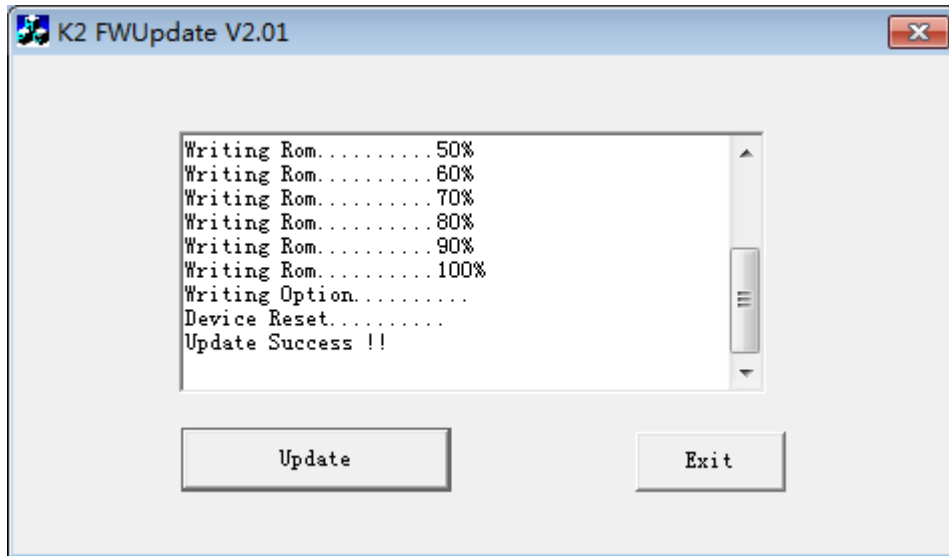 K2 FWUpdate V2.01
Writing Rom..........50%
Writing Rom..........60%
Writing Rom..........70%
Writing Rom..........80%
Writing Rom..........90%
Writing Rom..........100%
Writing Option..........
Device Reset..........
Update Success !!
Update
Exit